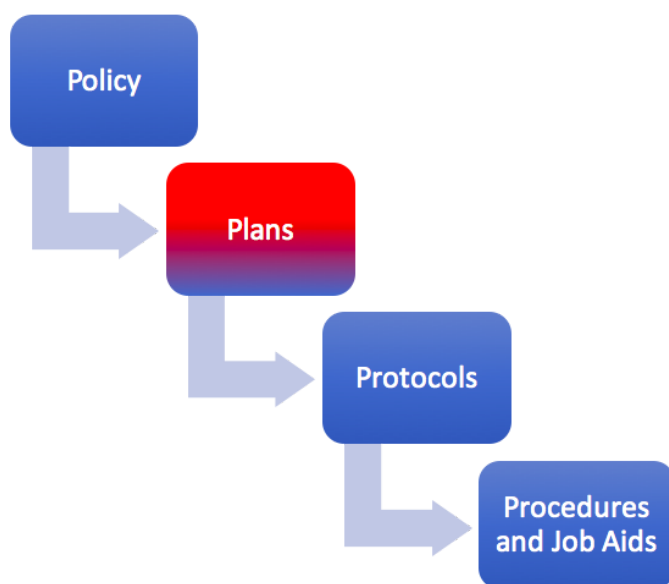 Policy
Plans
Protocols
Procedures
and Job Aids